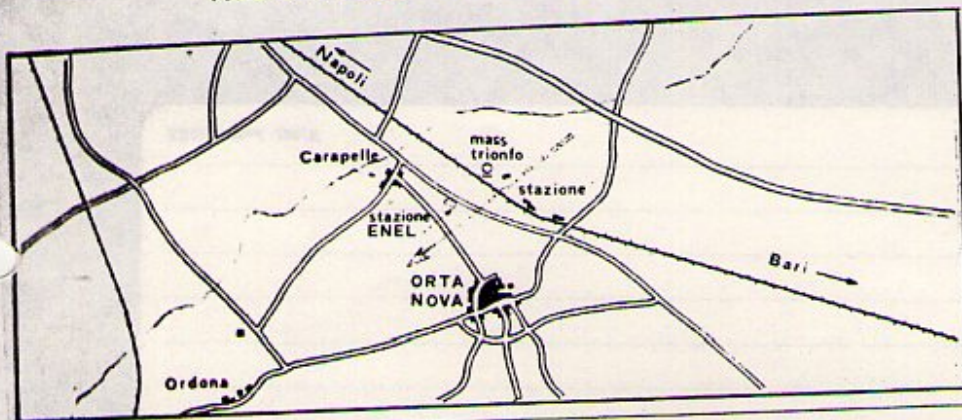 Napoli
Carapelle
mass
trionfo
stazione
stazione
ENEL
Bari
ORTA
NOVA
Ordona